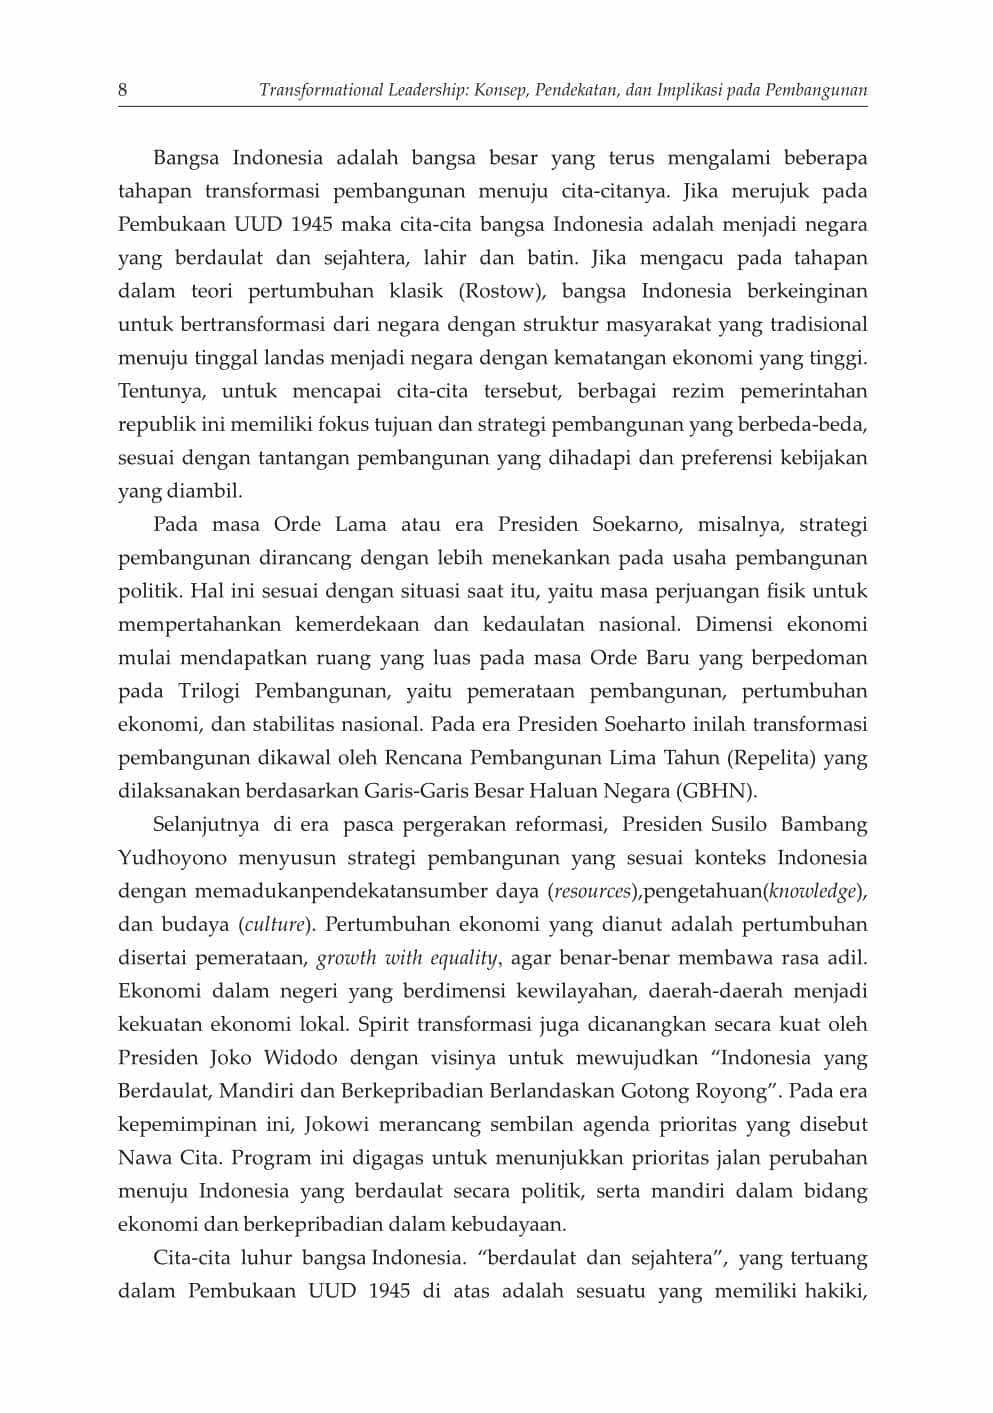 8 Transformational Leadership: Konsep, Pendekatan, dan Implikasi pada Pembangunan
Bangsa Indonesia adalah bangsa besar yang terus mengalami beberapa
tahapan transformasi pembangunan menuju cita-citanya. Jika merujuk pada
Pembukaan UUD 1945 maka cita-cita bangsa Indonesia adalah menjadi negara
yang berdaulat dan sejahtera, lahir dan batin. Jika mengacu pada tahapan
dalam teori pertumbuhan klasik (Rostow), bangsa Indonesia berkeinginan
untuk bertransformasi dari negara dengan struktur masyarakat yang tradisional
menuju tinggal landas menjadi negara dengan kematangan ekonomi yang tinggi.
Tentunya, untuk mencapai cita-cita tersebut, berbagai rezim pemerintahan
republik ini memiliki fokus tujuan dan strategi pembangunan yang berbeda-beda,
sesuai dengan tantangan pembangunan yang dihadapi dan preferensi kebijakan
yang diambil.
Pada masa Orde Lama atau era Presiden Soekarno, misalnya, strategi
pembangunan dirancang dengan lebih menekankan pada usaha pembangunan
politik. Hal ini sesuai dengan situasi saat itu, yaitu masa perjuangan fisik untuk
mempertahankan kemerdekaan dan kedaulatan nasional. Dimensi ekonomi
mulai mendapatkan ruang yang luas pada masa Orde Baru yang berpedoman
pada Trilogi Pembangunan, yaitu pemerataan pembangunan, pertumbuhan
ekonomi, dan stabilitas nasional. Pada era Presiden Soeharto inilah transformasi
pembangunan dikawal oleh Rencana Pembangunan Lima Tahun (Repelita) yang
dilaksanakan berdasarkan Garis-Garis Besar Haluan Negara (GBHN).
Selanjutnya di era pasca pergerakan reformasi, Presiden Susilo Bambang
Yudhoyono menyusun strategi pembangunan yang sesuai konteks Indonesia
dengan memadukanpendekatansumber daya (resources),pengetahuan(knowledge),
dan budaya (culture). Pertumbuhan ekonomi yang dianut adalah pertumbuhan
disertai pemerataan, growth with equality, agar benar-benar membawa rasa adil.
Ekonomi dalam negeri yang berdimensi kewilayahan, daerah-daerah menjadi
kekuatan ekonomi lokal. Spirit transformasi juga dicanangkan secara kuat oleh
Presiden Joko Widodo dengan visinya untuk mewujudkan “Indonesia yang
Berdaulat, Mandiri dan Berkepribadian Berlandaskan Gotong Royong”. Pada era
kepemimpinan ini, Jokowi merancang sembilan agenda prioritas yang disebut
Nawa Cita. Program ini digagas untuk menunjukkan prioritas jalan perubahan
menuju Indonesia yang berdaulat secara politik, serta mandiri dalam bidang
ekonomi dan berkepribadian dalam kebudayaan.
Cita-cita luhur bangsa Indonesia. “berdaulat dan sejahtera”, yang tertuang
dalam Pembukaan UUD 1945 di atas adalah sesuatu yang memiliki hakiki,